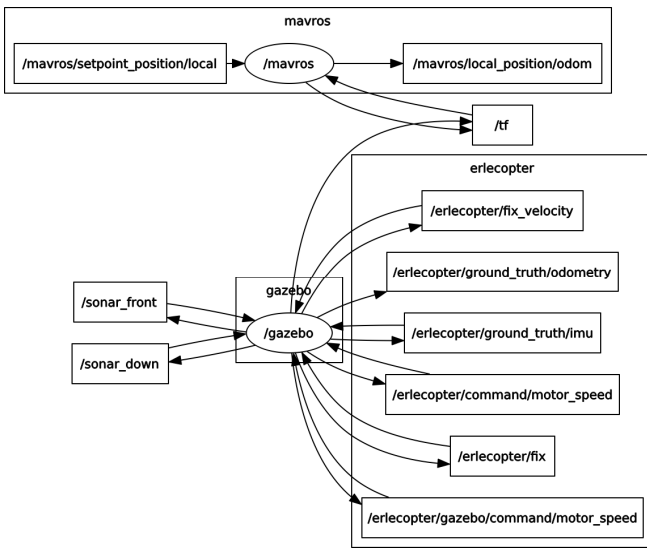 mavros
/mavros/setpoint_position/local
/mavros
/mavros/local_position/odom
/tf
erlecopter
/erlecopter/fix_velocity
/erlecopter/ground_truth/odometry
gazebo
/sonar_front
/gazebo
/erlecopter/ground_truth/imu
/sonar_down
/erlecopter/command/motor_speed
/erlecopter/fix
/erlecopter/gazebo/command/motor_speed